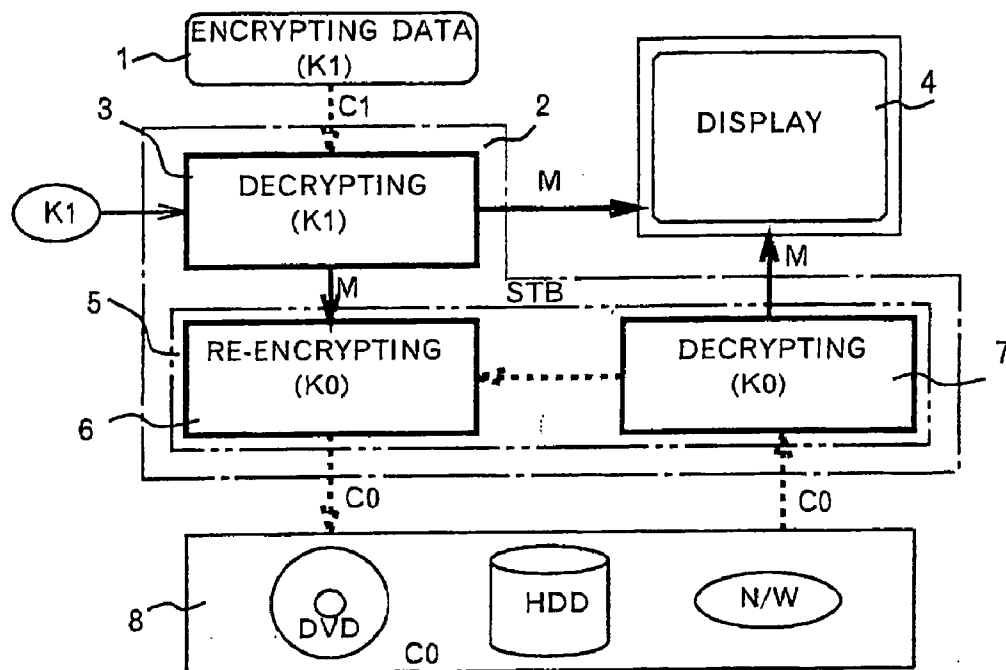 ENCRYPTING DATA
(K1)
1
C1
3
2
4
DISPLAY
DECRYPTING
(K1)
K1
M
M
M
STB
5
RE-ENCRYPTING
(K0)
6
DECRYPTING
(K0)
7
C0
C0
8
DVD
HDD
N/W
C0